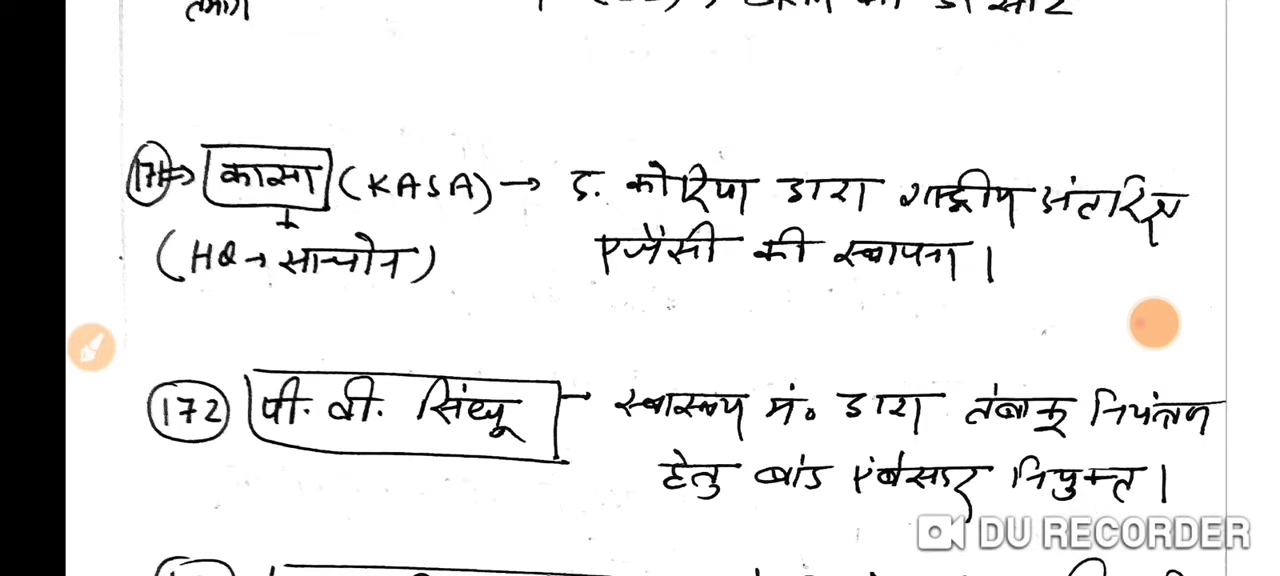 171⇒ कासा (KASA) → द. कोरिया द्वारा राष्ट्रीय अंतरिक्ष
(HQ → साचोन) एजेंसी की स्थापना।
172 पी. वी. सिंधू → स्वास्थ्य मं० द्वारा तंबाकू नियंत्रण
हेतु ब्रांड एंबेसडर नियुक्त।
DU RECORDER